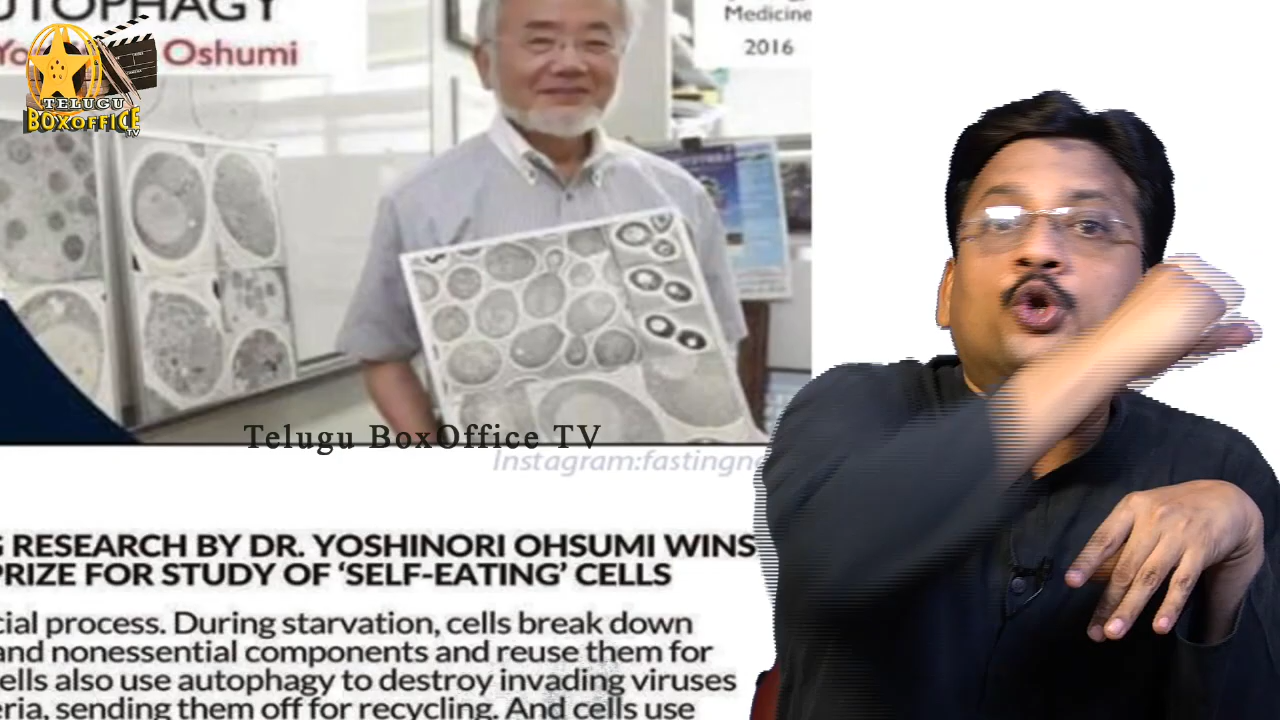 UTOPHAGY
Medicine
Yo Oshumi
2016
TELUGU
BOXOFFICE
TV
Telugu BoxOffice TV
Instagram:fastingn
G RESEARCH BY DR. YOSHINORI OHSUMI WINS
PRIZE FOR STUDY OF ‘SELF-EATING’ CELLS
cial process. During starvation, cells break down
and nonessential components and reuse them for
ells also use autophagy to destroy invading viruses
eria, sending them off for recycling. And cells use